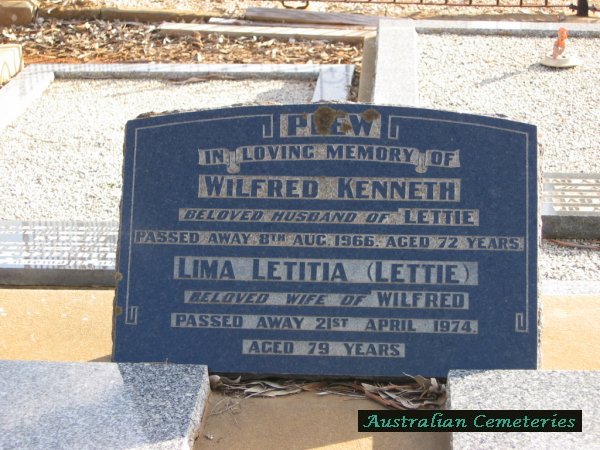 PLEW
IN LOVING MEMORY OF
WILFRED KENNETH
BELOVED HUSBAND OF LETTIE
PASSED AWAY 8TH AUG. 1966. AGED 72 YEARS.
LIMA LETITIA (LETTIE)
BELOVED WIFE OF WILFRED
PASSED AWAY 21ST APRIL 1974.
AGED 79 YEARS
Australian Cemeteries